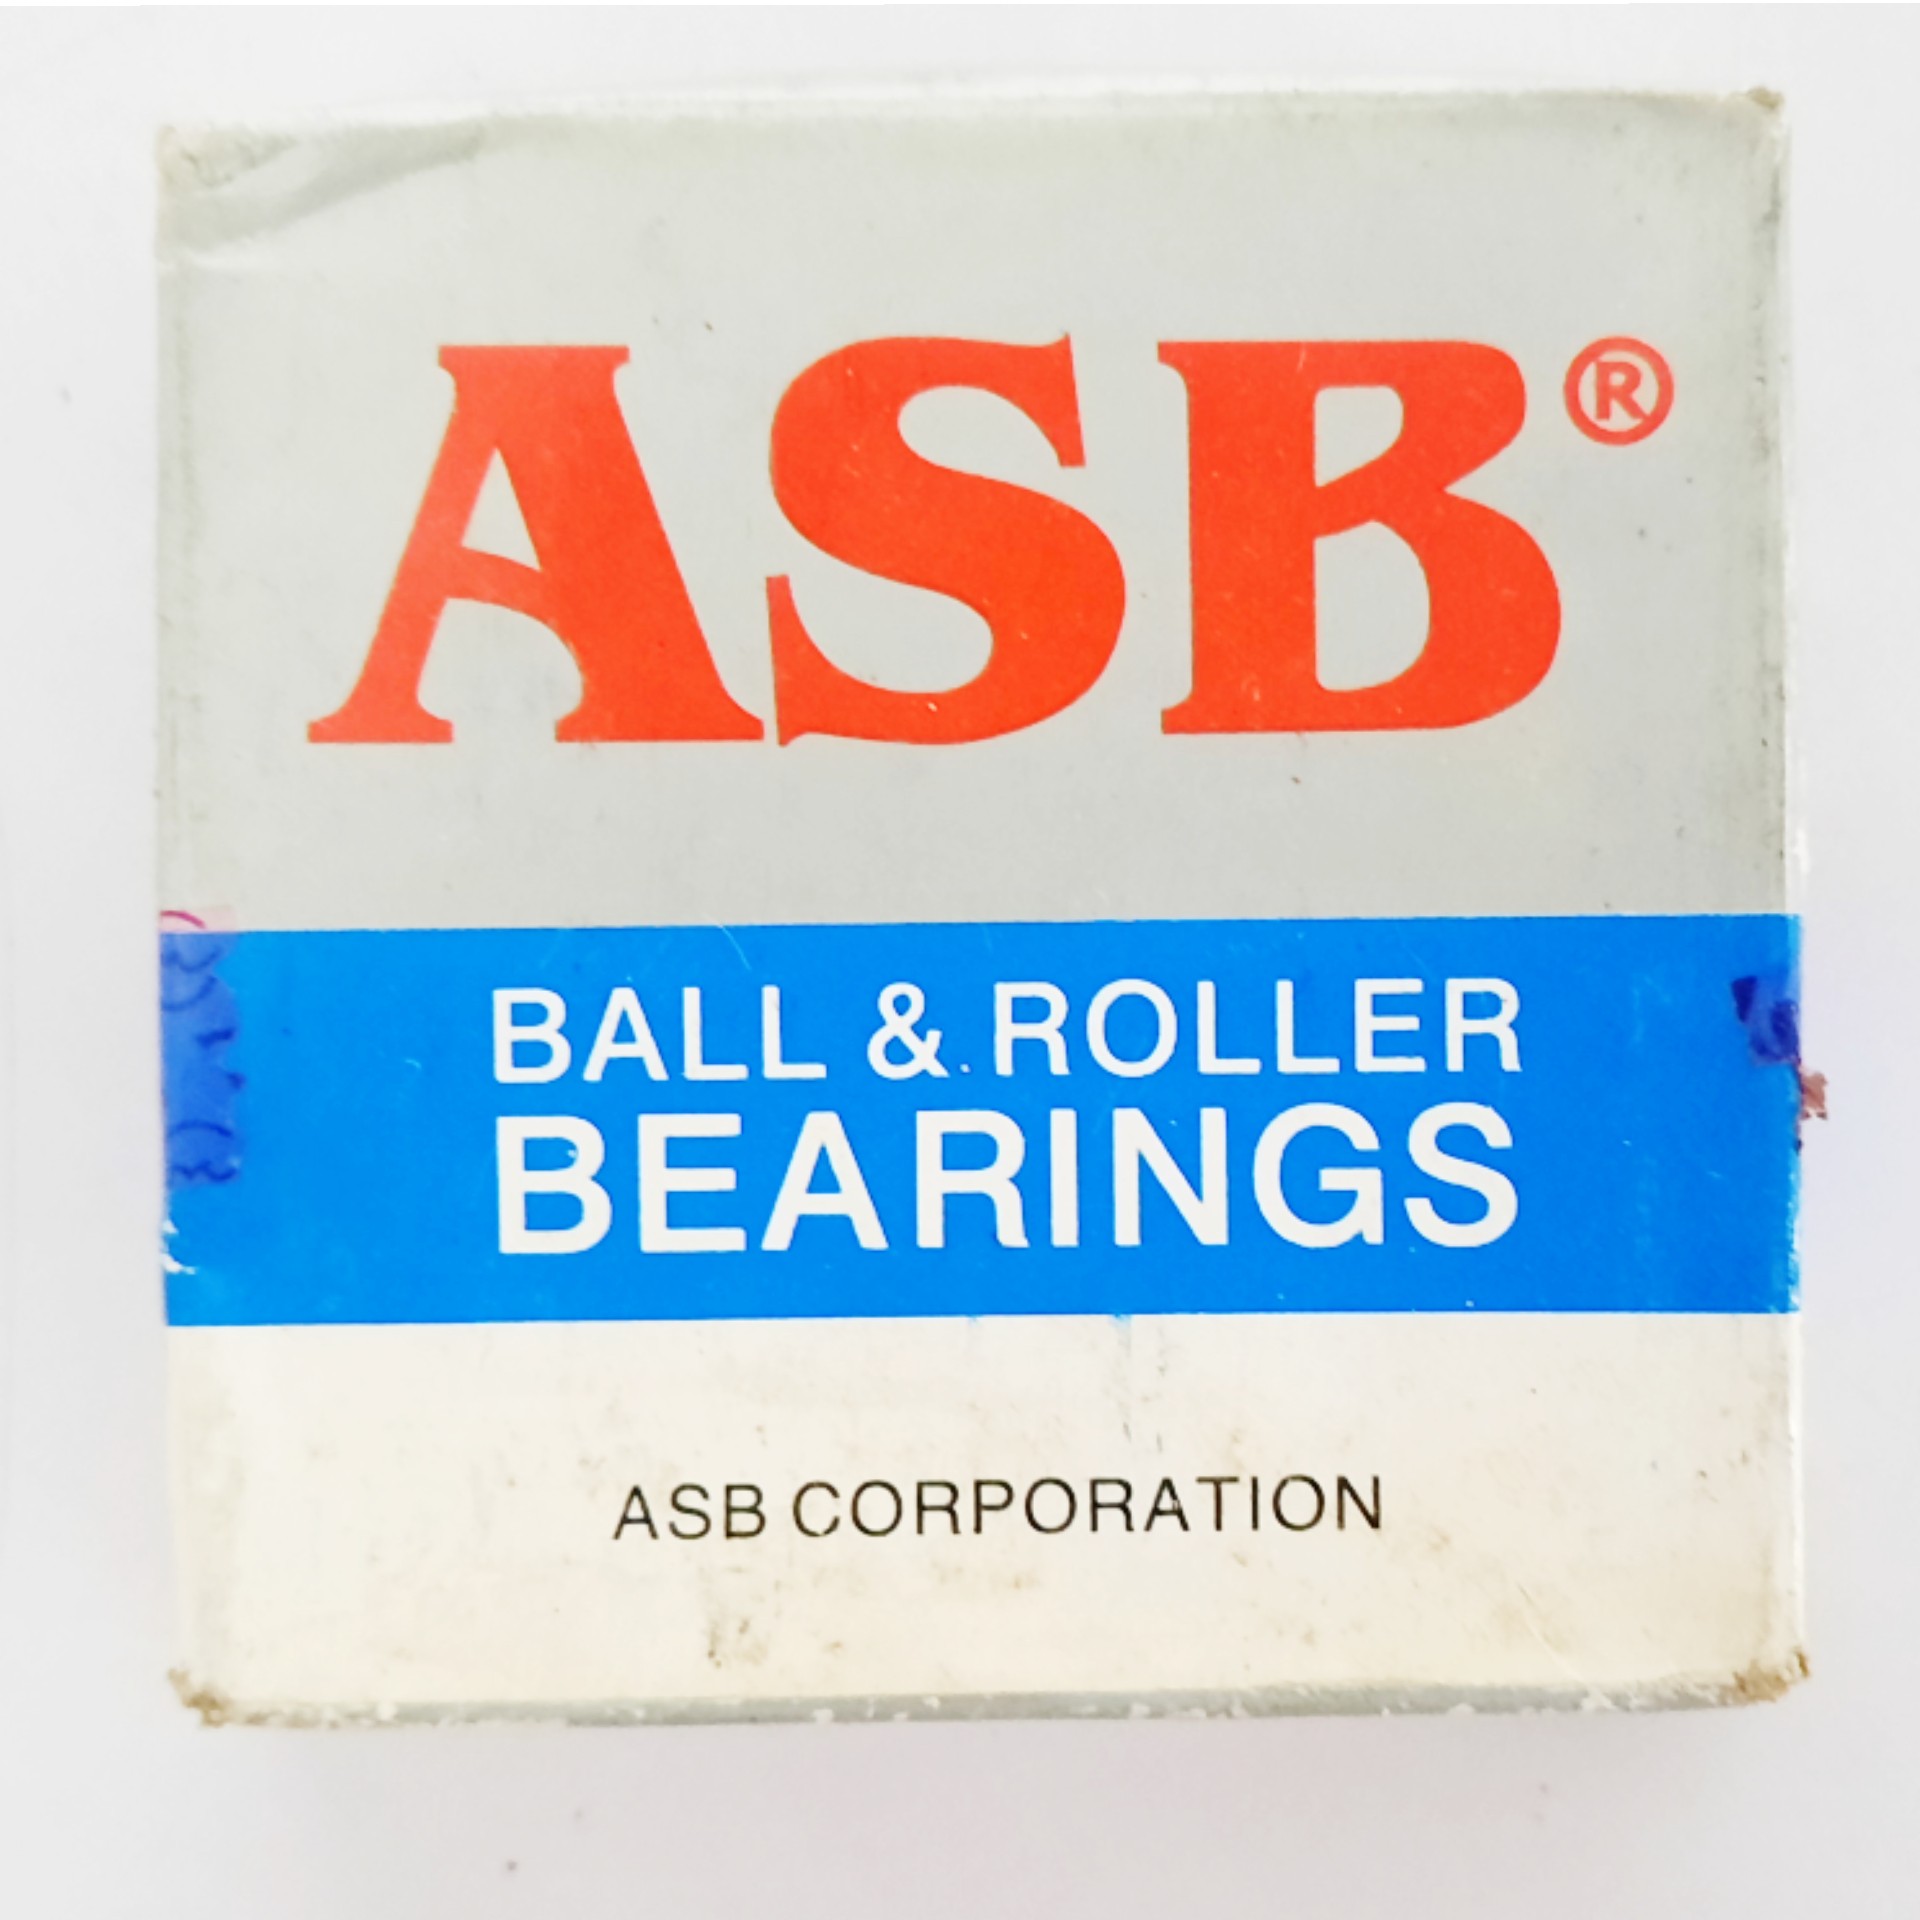 ASB®
BALL & ROLLER
BEARINGS
ASB CORPORATION